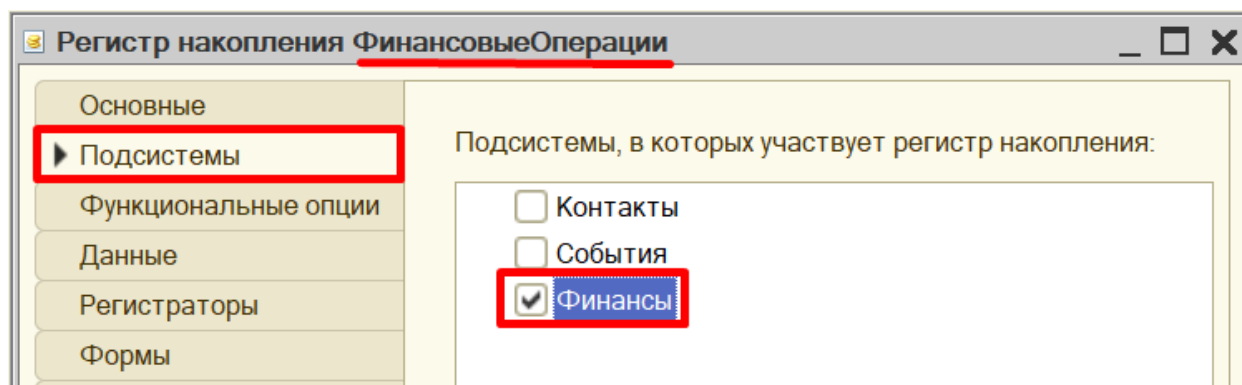 Регистр накопления ФинансовыеОперации
Основные
Подсистемы
Функциональные опции
Данные
Регистраторы
Формы
Подсистемы, в которых участвует регистр накопления:
Контакты
События
Финансы